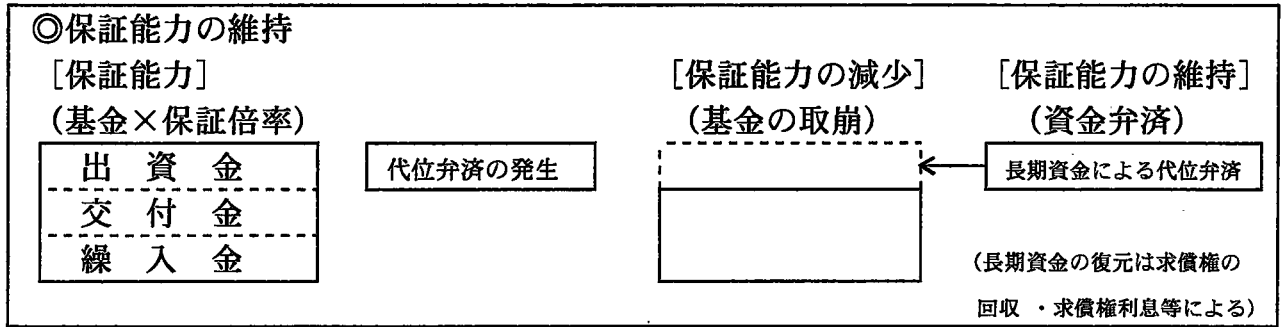 ◎保証能力の維持
[保証能力]
(基金×保証倍率)
出資金
交付金
繰入金
代位弁済の発生
[保証能力の減少]
(基金の取崩)
[保証能力の維持]
(資金弁済)
長期資金による代位弁済
(長期資金の復元は求償権の
回収・求償権利息等による)